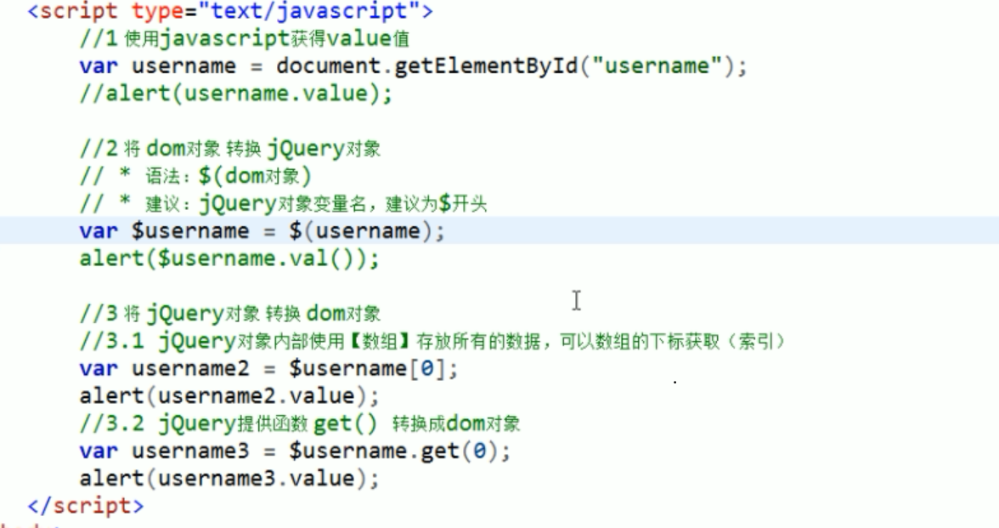 <script type="text/javascript">
//1 使用javascript获得value值
var username = document.getElementById("username");
//alert(username.value);
//2 将 dom对象 转换 jQuery对象
// * 语法：$(dom对象)
// * 建议：jQuery对象变量名，建议为$开头
var $username = $(username);
alert($username.val());
//3 将 jQuery对象 转换 dom对象
//3.1 jQuery对象内部使用【数组】存放所有的数据，可以数组的下标获取（索引）
var username2 = $username[0];
alert(username2.value);
//3.2 jQuery提供函数 get() 转换成dom对象
var username3 = $username.get(0);
alert(username3.value);
</script>